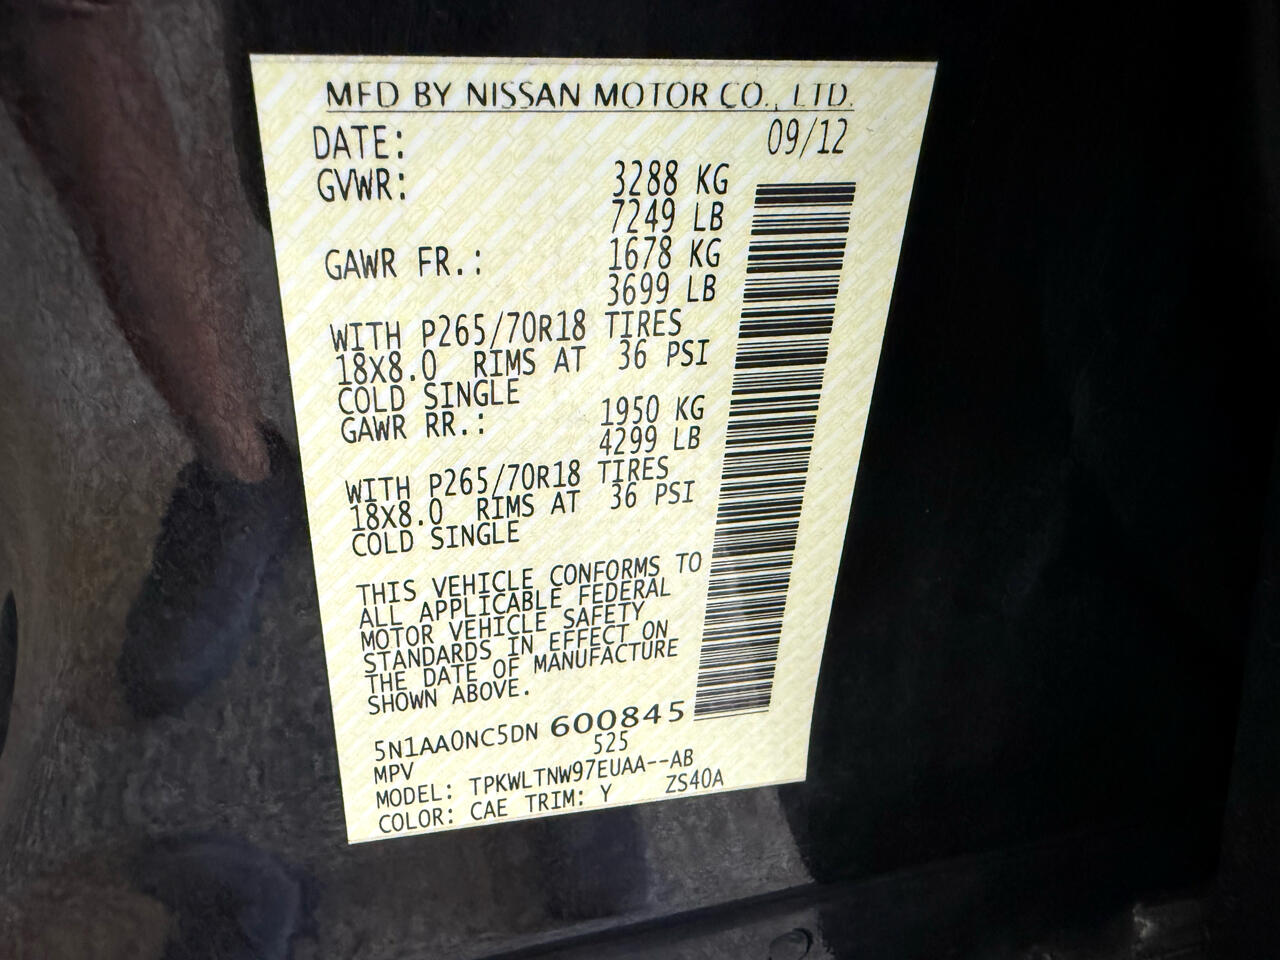 MFD BY NISSAN MOTOR CO., LTD.
DATE: 09/12
GVWR: 3288 KG
7249 LB
GAWR FR.: 1678 KG
3699 LB
WITH P265/70R18 TIRES
18X8.0 RIMS AT 36 PSI
COLD SINGLE
GAWR RR.: 1950 KG
4299 LB
WITH P265/70R18 TIRES
18X8.0 RIMS AT 36 PSI
COLD SINGLE
THIS VEHICLE CONFORMS TO
ALL APPLICABLE FEDERAL
MOTOR VEHICLE SAFETY
STANDARDS IN EFFECT ON
THE DATE OF MANUFACTURE
SHOWN ABOVE.
5N1AA0NC5DN 600845
MPV 525
MODEL: TPKWLTNW97EUAA--AB
COLOR: CAE TRIM: Y ZS40A